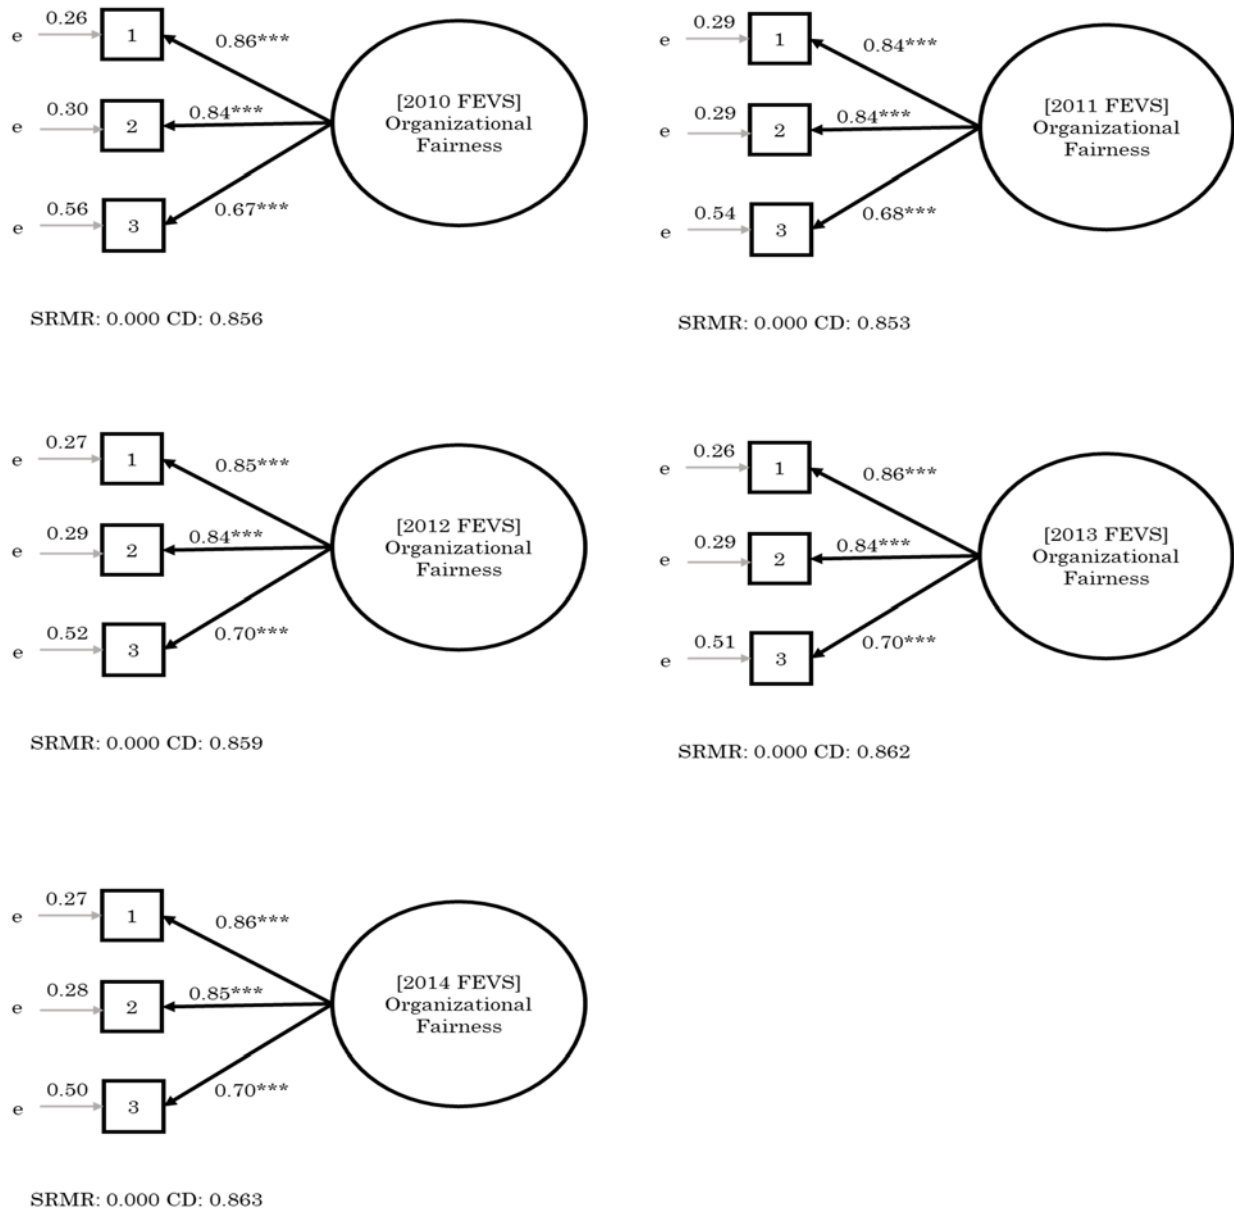 0.26
e
1
0.86***
0.30
e
2
0.84***
0.56
e
3
0.67***
[2010 FEVS]
Organizational
Fairness
SRMR: 0.000 CD: 0.856
0.29
e
1
0.84***
0.29
e
2
0.84***
0.54
e
3
0.68***
[2011 FEVS]
Organizational
Fairness
SRMR: 0.000 CD: 0.853
0.27
e
1
0.85***
0.29
e
2
0.84***
0.52
e
3
0.70***
[2012 FEVS]
Organizational
Fairness
SRMR: 0.000 CD: 0.859
0.26
e
1
0.86***
0.29
e
2
0.84***
0.51
e
3
0.70***
[2013 FEVS]
Organizational
Fairness
SRMR: 0.000 CD: 0.862
0.27
e
1
0.86***
0.28
e
2
0.85***
0.50
e
3
0.70***
[2014 FEVS]
Organizational
Fairness
SRMR: 0.000 CD: 0.863